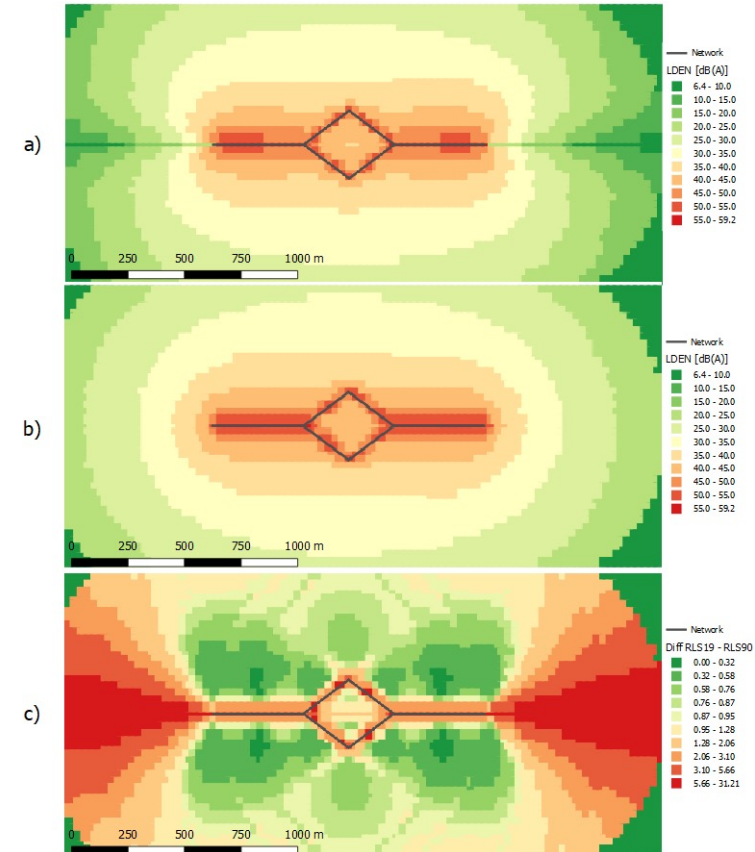 a)
Network
LDEN [dB(A)]
6.4 - 10.0
10.0 - 15.0
15.0 - 20.0
20.0 - 25.0
25.0 - 30.0
30.0 - 35.0
35.0 - 40.0
40.0 - 45.0
45.0 - 50.0
50.0 - 55.0
55.0 - 59.2
0 250 500 750 1000 m
b)
Network
LDEN [dB(A)]
6.4 - 10.0
10.0 - 15.0
15.0 - 20.0
20.0 - 25.0
25.0 - 30.0
30.0 - 35.0
35.0 - 40.0
40.0 - 45.0
45.0 - 50.0
50.0 - 55.0
55.0 - 59.2
0 250 500 750 1000 m
c)
Network
Diff RLS19 - RLS90
0.00 - 0.32
0.32 - 0.58
0.58 - 0.76
0.76 - 0.87
0.87 - 0.95
0.95 - 1.28
1.28 - 2.06
2.06 - 3.10
3.10 - 5.66
5.66 - 31.21
0 250 500 750 1000 m